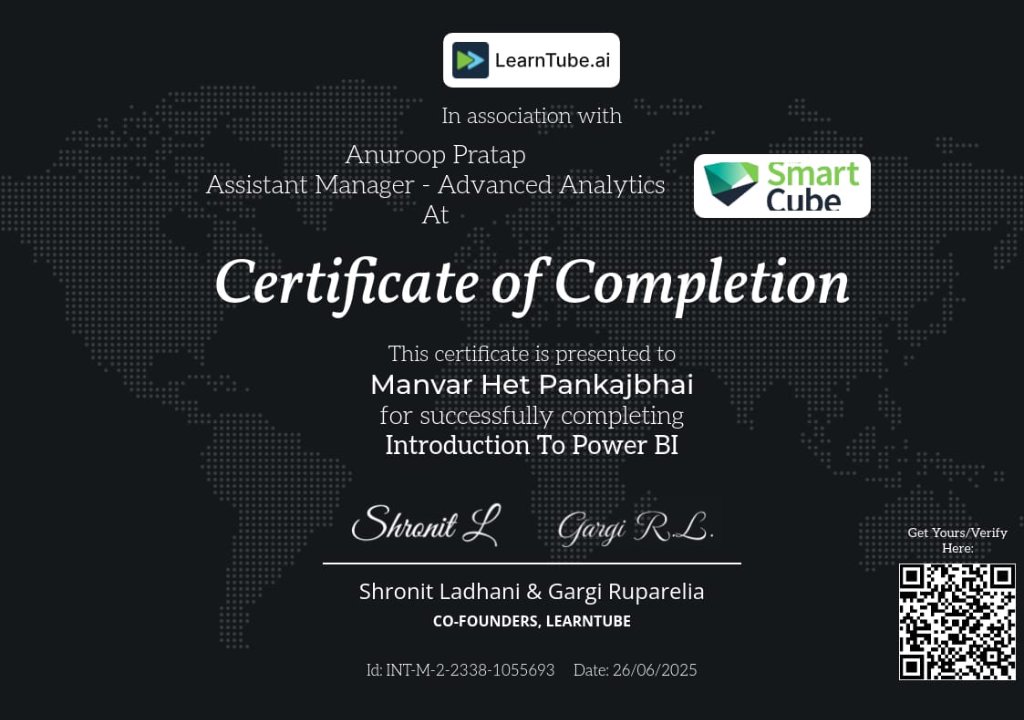 LearnTube.ai
In association with
Anuroop Pratap
Assistant Manager - Advanced Analytics
At
Smart
Cube
Certificate of Completion
This certificate is presented to
Manvar Het Pankajbhai
for successfully completing
Introduction To Power BI
Shronit L Gargi R.L.
Shronit Ladhani & Gargi Ruparelia
CO-FOUNDERS, LEARNTUBE
Id: INT-M-2-2338-1055693 Date: 26/06/2025
Get Yours/Verify
Here: